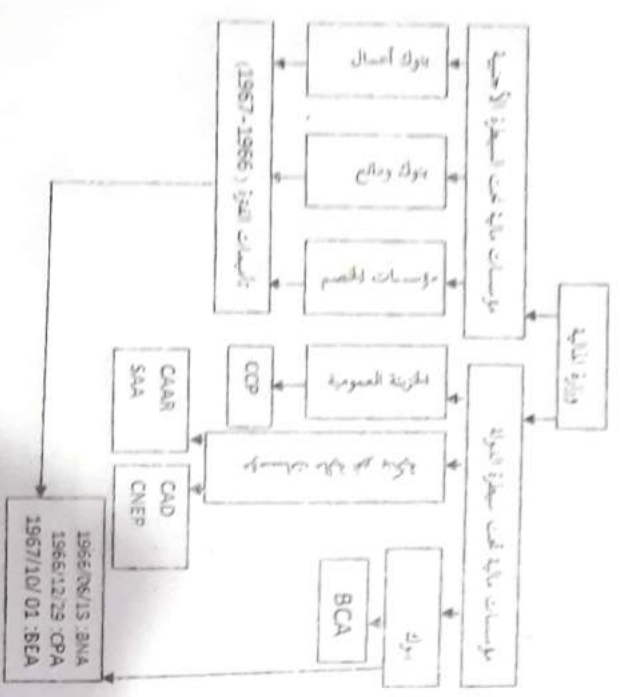 وزارة المالية
مؤسسات مالية تحت السيطرة الأجنبية
مؤسسات مالية تحت سيطرة الدولة
بنوك أعمال
بنوك ودائع
مؤسسات الخصم
الخزينة العمومية
بنوك
تأميمات الفترة (1966-1967)
CCP
CAAR
SAA
CAD
CNEP
BCA
1966/06/13 :BNA
1966/12/29 :CPA
1967/10/ 01 :BEA